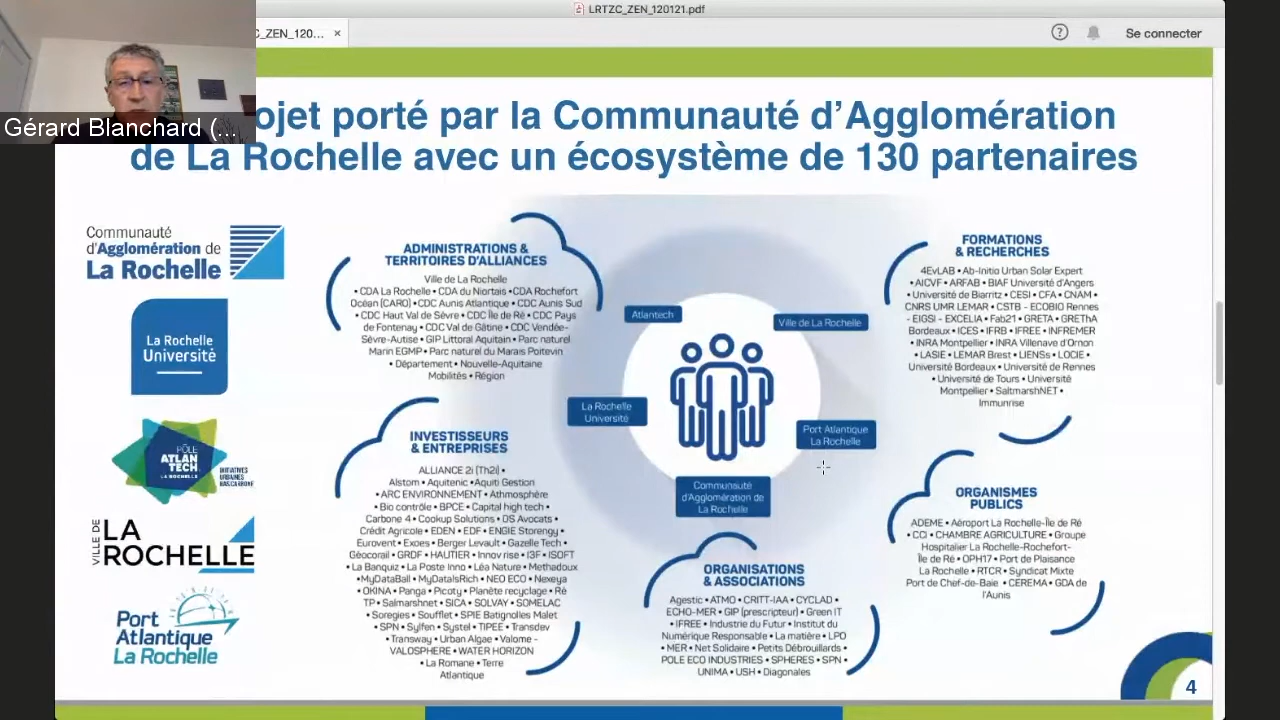 LRTZC_ZEN_120121.pdf
C_ZEN_120... ×
? Se connecter
Gérard Blanchard (...
ojet porté par la Communauté d'Agglomération
de La Rochelle avec un écosystème de 130 partenaires
Communauté
d'Agglomération de
La Rochelle
La Rochelle
Université
PÔLE
ATLAN
TECH
LA ROCHELLE
INITIATIVES
URBAINES
BAS CARBONE
VILLE DE
LA
ROCHELLE
Port
Atlantique
La Rochelle
ADMINISTRATIONS &
TERRITOIRES D'ALLIANCES
Ville de La Rochelle
• CDA La Rochelle • CDA du Niortais • CDA Rochefort
Océan (CARO) • CDC Aunis Atlantique • CDC Aunis Sud
• CDC Haut Val de Sèvre • CDC Île de Ré • CDC Pays
de Fontenay • CDC Val de Gâtine • CDC Vendée-
Sèvre-Autise • GIP Littoral Aquitain • Parc naturel
Marin EGMP • Parc naturel du Marais Poitevin
• Département • Nouvelle-Aquitaine
Mobilités • Région
INVESTISSEURS
& ENTREPRISES
ALLIANCE 2i (Th2i) •
Alstom • Aquitenic • Aquiti Gestion
• ARC ENVIRONNEMENT • Athmosphère
• Bio contrôle • BPCE • Capital high tech •
Carbone 4 • Cookup Solutions • DS Avocats •
Crédit Agricole • EDEN • EDF • ENGIE Storengy •
Eurovent • Exoes • Berger Levault • Gazelle Tech •
Géocorail • GRDF • HAUTIER • Innov rise • I3F • ISOFT
• La Banquiz • La Poste Inno • Léa Nature • Methadoux
• MyDataBall • MyDataIsRich • NEO ECO • Nexeya
• OKINA • Panga • Picoty • Planète recyclage • Ré
TP • Salmarshnet • SICA • SOLVAY • SOMELAC
• Soregies • Soufflet • SPIE Batignolles Malet
• SPN • Sylfen • Systel • TIPEE • Transdev
• Transway • Urban Algae • Valome -
VALOSPHERE • WATER HORIZON
• La Romane • Terre
Atlantique
Atlantech
Ville de La Rochelle
La Rochelle
Université
Port Atlantique
La Rochelle
Communauté
d'Agglomération de
La Rochelle
ORGANISATIONS
& ASSOCIATIONS
Agestic • ATMO • CRITT-IAA • CYCLAD •
ECHO-MER • GIP (prescripteur) • Green IT
• IFREE • Industrie du Futur • Institut du
Numérique Responsable • La matière • LPO
• MER • Net Solidaire • Petits Débrouillards •
POLE ECO INDUSTRIES • SPHERES • SPN •
UNIMA • USH • Diagonales
FORMATIONS
& RECHERCHES
4EvLAB • Ab-Initio Urban Solar Expert
• AICVF • ARFAB • BIAF Université d'Angers
• Université de Biarritz • CESI • CFA • CNAM •
CNRS UMR LEMAR • CSTB - ECOBIO Rennes
- EIGSI - EXCELIA • Fab21 • GRETA • GREThA
Bordeaux • ICES • IFRB • IFREE • INFREMER
• INRA Montpellier • INRA Villenave d'Ornon
• LASIE • LEMAR Brest • LIENSs • LOCIE •
Université Bordeaux • Université de Rennes
• Université de Tours • Université
Montpellier • SaltmarshNET •
Immunrise
ORGANISMES
PUBLICS
ADEME • Aéroport La Rochelle-Île de Ré
• CCI • CHAMBRE AGRICULTURE • Groupe
Hospitalier La Rochelle-Rochefort-
Île de Ré • OPH17 • Port de Plaisance
La Rochelle • RTCR • Syndicat Mixte
Port de Chef-de-Baie • CEREMA • GDA de
l'Aunis
4